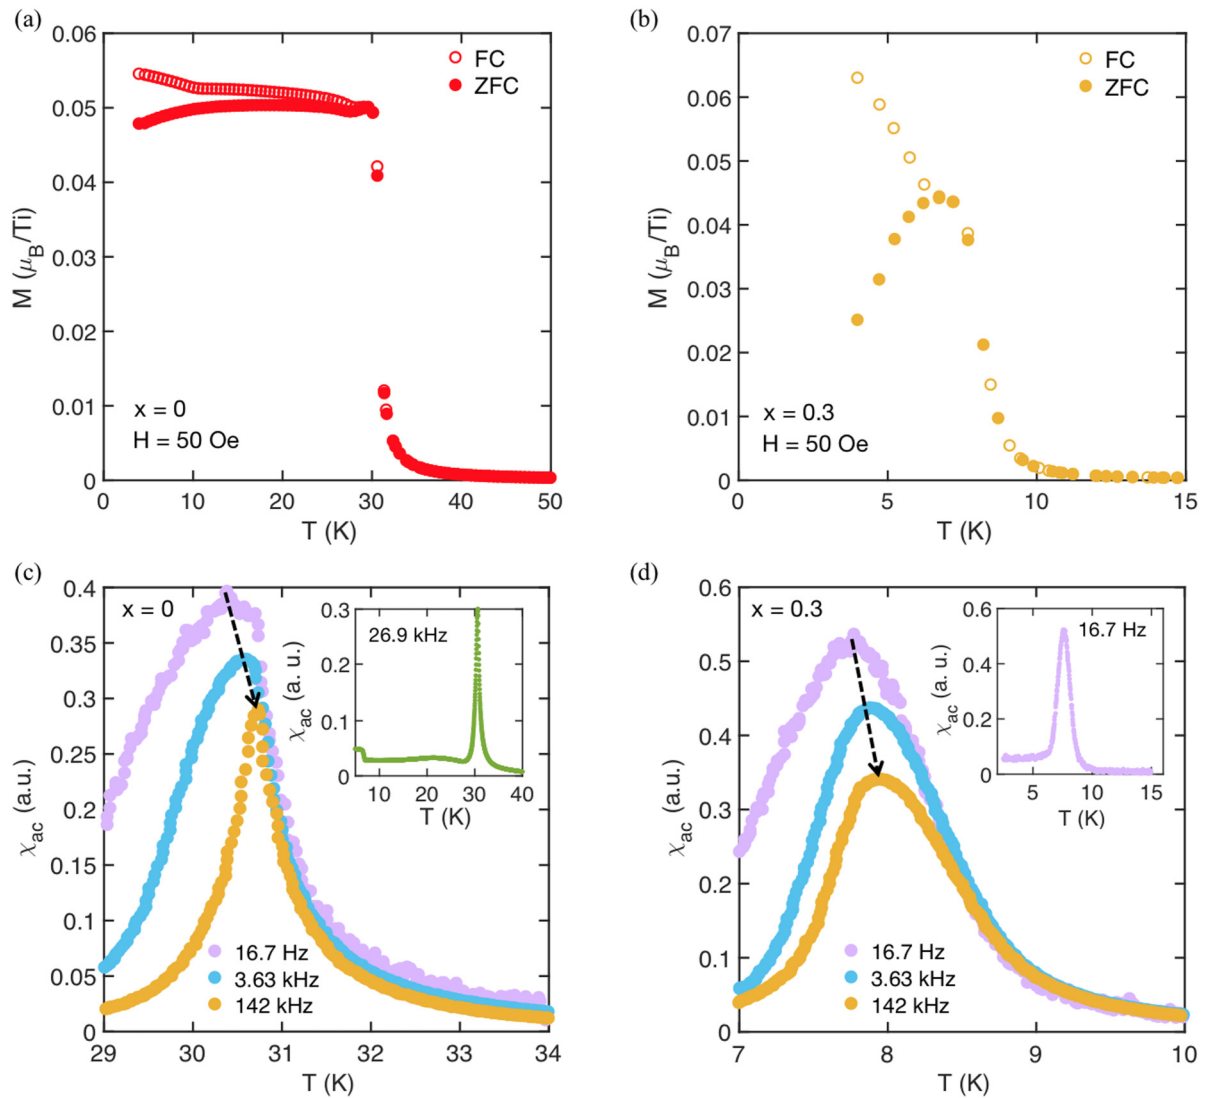 (a)
0.06
0.05
0.04
0.03
0.02
0.01
0
M (μB/Ti)
FC
ZFC
x = 0
H = 50 Oe
0 10 20 30 40 50
T (K)
(b)
0.07
0.06
0.05
0.04
0.03
0.02
0.01
0
M (μB/Ti)
FC
ZFC
x = 0.3
H = 50 Oe
0 5 10 15
T (K)
(c)
0.4
0.35
0.3
0.25
0.2
0.15
0.1
0.05
0
χac (a.u.)
x = 0
0.3
0.2
0.1
0
χac (a. u.)
26.9 kHz
10 20 30 40
T (K)
16.7 Hz
3.63 kHz
142 kHz
29 30 31 32 33 34
T (K)
(d)
0.6
0.5
0.4
0.3
0.2
0.1
0
χac (a.u.)
x = 0.3
0.6
0.4
0.2
0
χac (a. u.)
16.7 Hz
5 10 15
T (K)
16.7 Hz
3.63 kHz
142 kHz
7 8 9 10
T (K)